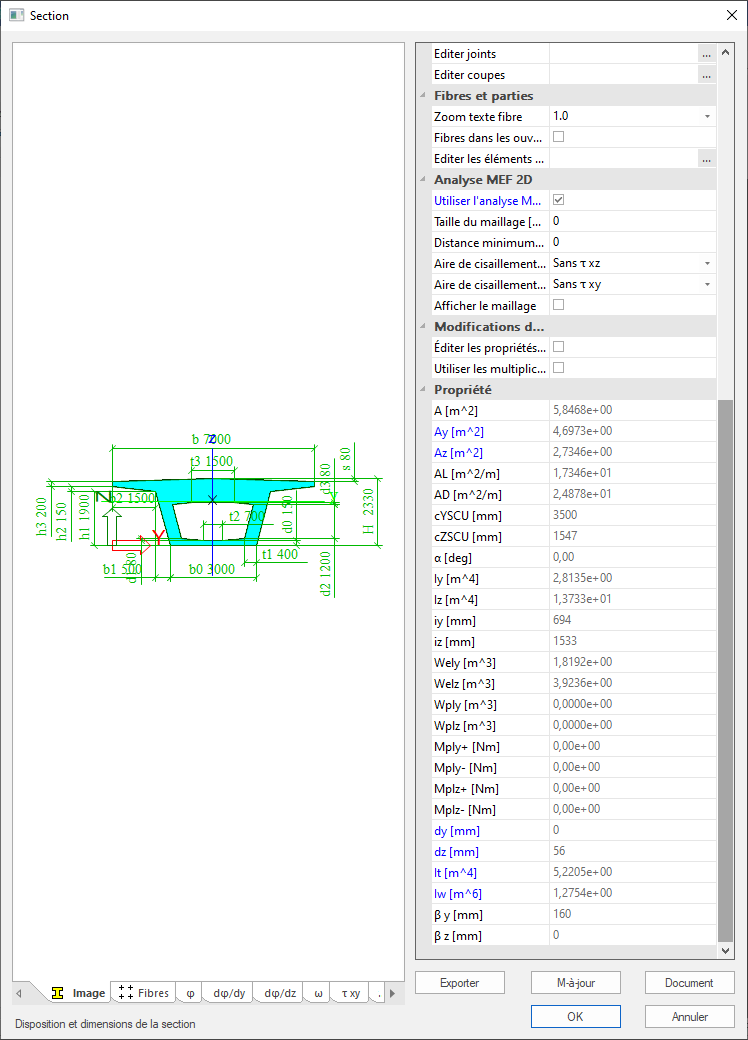 Section
b 7000
z
t3 1500
s 80
d3 80
b2 1500
h3 200
h2 150
h1 1900
N
Y
t2 700
d0 150
H 2330
t1 400
b1 500
b0 3000
d2 1200
Editer joints ...
Editer coupes ...
Fibres et parties
Zoom texte fibre 1.0
Fibres dans les ouv...
Editer les éléments ... ...
Analyse MEF 2D
Utiliser l'analyse M...
Taille du maillage [... 0
Distance minimum... 0
Aire de cisaillement... Sans τ xz
Aire de cisaillement... Sans τ xy
Afficher le maillage
Modifications d...
Éditer les propriétés...
Utiliser les multiplic...
Propriété
A [m^2] 5,8468e+00
Ay [m^2] 4,6973e+00
Az [m^2] 2,7346e+00
AL [m^2/m] 1,7346e+01
AD [m^2/m] 2,4878e+01
cYSCU [mm] 3500
cZSCU [mm] 1547
α [deg] 0,00
Iy [m^4] 2,8135e+00
Iz [m^4] 1,3733e+01
iy [mm] 694
iz [mm] 1533
Wely [m^3] 1,8192e+00
Welz [m^3] 3,9236e+00
Wply [m^3] 0,0000e+00
Wplz [m^3] 0,0000e+00
Mply+ [Nm] 0,00e+00
Mply- [Nm] 0,00e+00
Mplz+ [Nm] 0,00e+00
Mplz- [Nm] 0,00e+00
dy [mm] 0
dz [mm] 56
It [m^4] 5,2205e+00
Iw [m^6] 1,2754e+00
β y [mm] 160
β z [mm] 0
Image Fibres φ dφ/dy dφ/dz ω τ xy .
Exporter M-à-jour Document
Disposition et dimensions de la section
OK Annuler